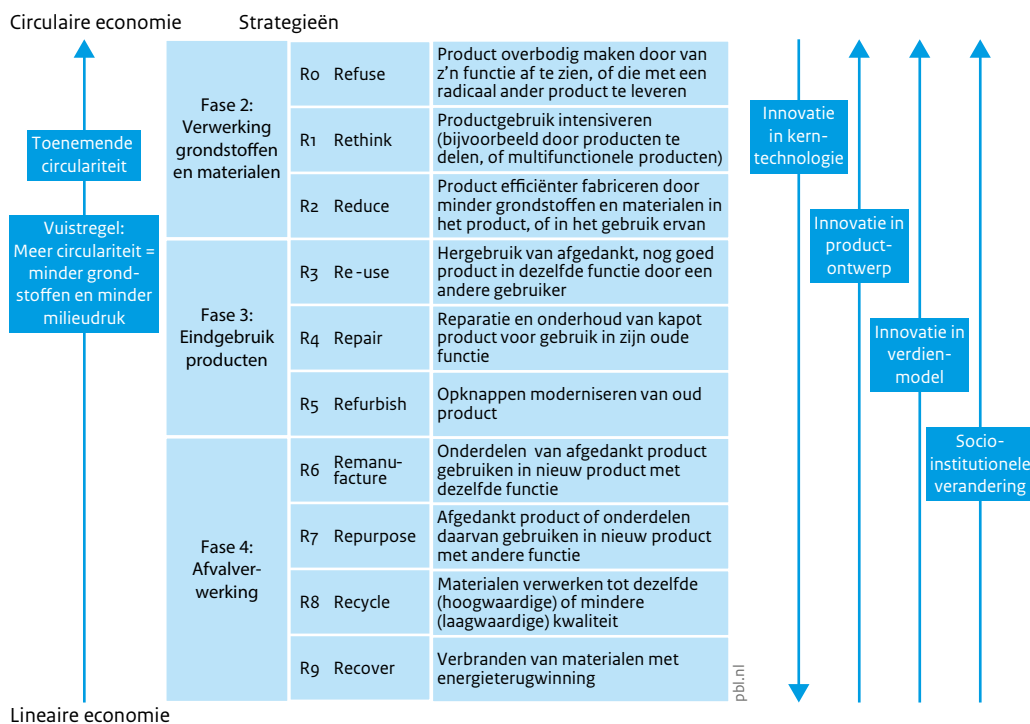 Circulaire economie
Strategieën
Toenemende
circulariteit
Vuistregel:
Meer circulariteit =
minder grond-
stoffen en minder
milieudruk
Fase 2:
Verwerking
grondstoffen
en materialen
R0 Refuse
Product overbodig maken door van
z’n functie af te zien, of die met een
radicaal ander product te leveren
R1 Rethink
Productgebruik intensiveren
(bijvoorbeeld door producten te
delen, of multifunctionele producten)
R2 Reduce
Product efficiënter fabriceren door
minder grondstoffen en materialen in
het product, of in het gebruik ervan
Fase 3:
Eindgebruik
producten
R3 Re-use
Hergebruik van afgedankt, nog goed
product in dezelfde functie door een
andere gebruiker
R4 Repair
Reparatie en onderhoud van kapot
product voor gebruik in zijn oude
functie
R5 Refurbish
Opknappen moderniseren van oud
product
Fase 4:
Afvalver-
werking
R6 Remanu-
facture
Onderdelen van afgedankt product
gebruiken in nieuw product met
dezelfde functie
R7 Repurpose
Afgedankt product of onderdelen
daarvan gebruiken in nieuw product
met andere functie
R8 Recycle
Materialen verwerken tot dezelfde
(hoogwaardige) of mindere
(laagwaardige) kwaliteit
R9 Recover
Verbranden van materialen met
energieterugwinning
pbl.nl
Innovatie
in kern-
technologie
Innovatie in
product-
ontwerp
Innovatie in
verdien-
model
Socio-
institutionele
verandering
Lineaire economie